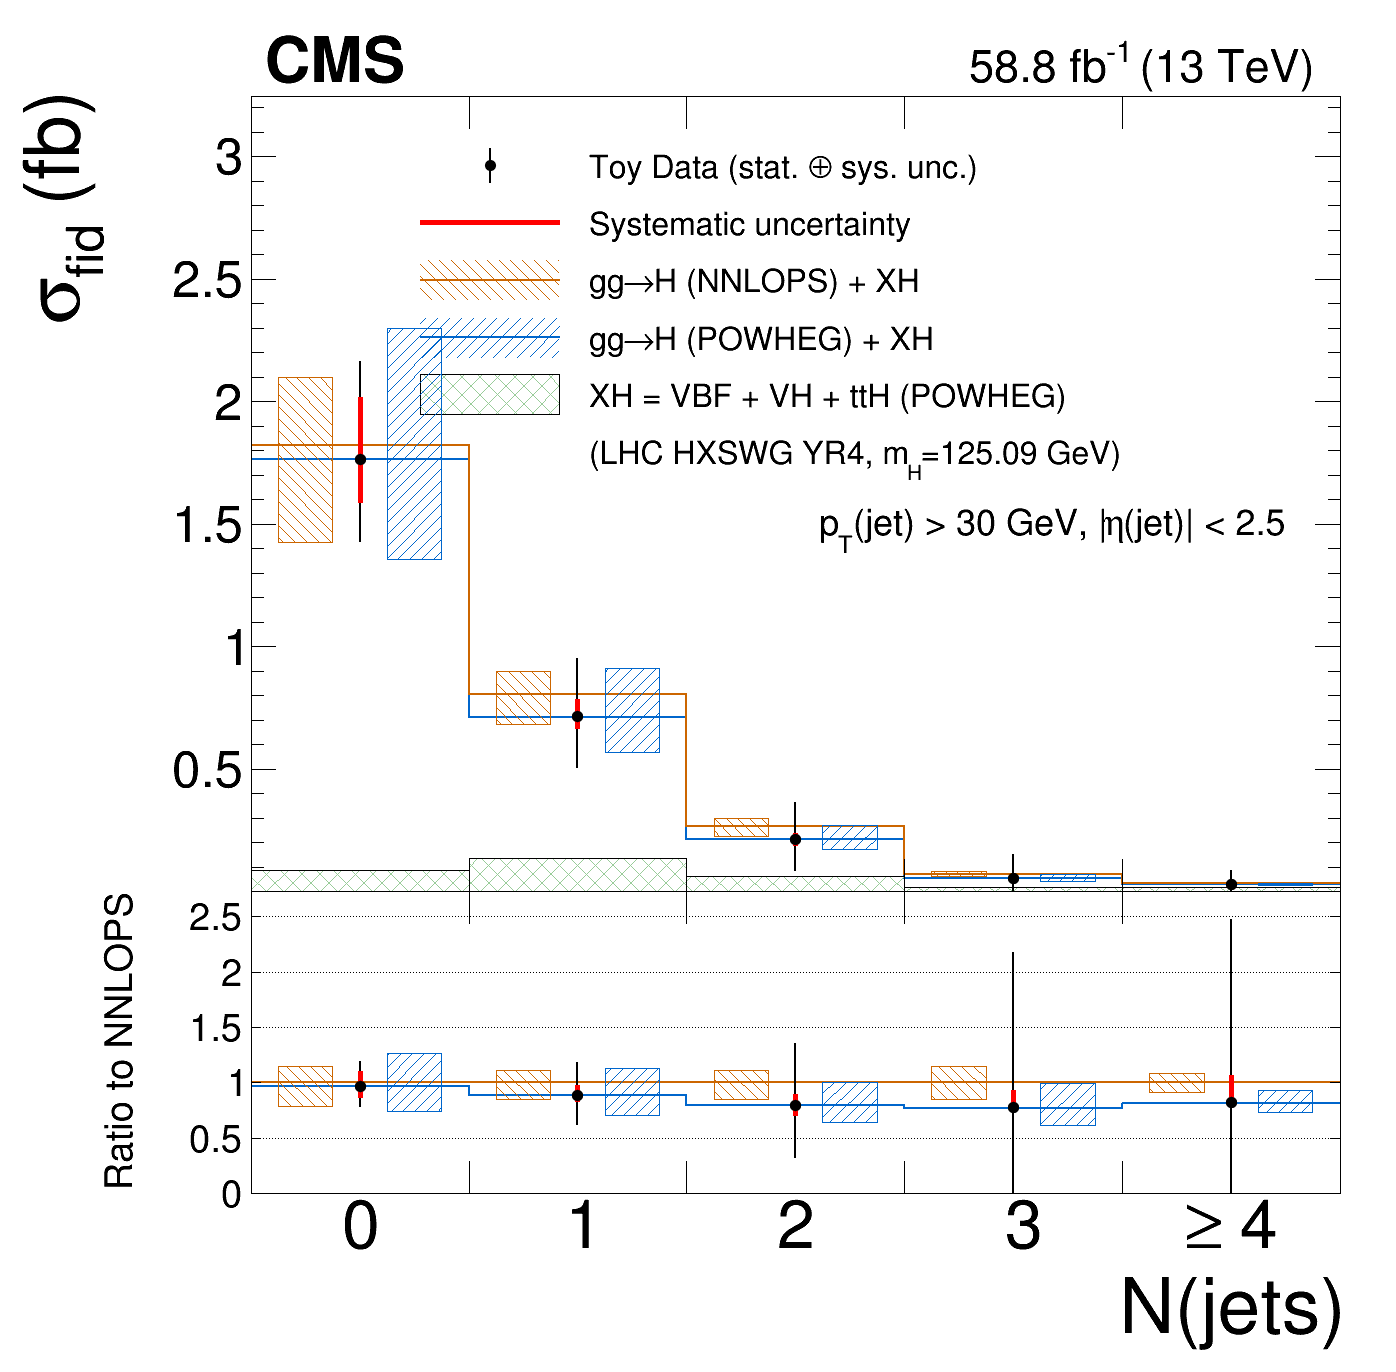 CMS
58.8 fb-1 (13 TeV)
σfid (fb)
3
2.5
2
1.5
1
0.5
Toy Data (stat. ⊕ sys. unc.)
Systematic uncertainty
gg→H (NNLOPS) + XH
gg→H (POWHEG) + XH
XH = VBF + VH + ttH (POWHEG)
(LHC HXSWG YR4, mH=125.09 GeV)
pT(jet) > 30 GeV, |η(jet)| < 2.5
Ratio to NNLOPS
2.5
2
1.5
1
0.5
0
0 1 2 3 ≥ 4
N(jets)